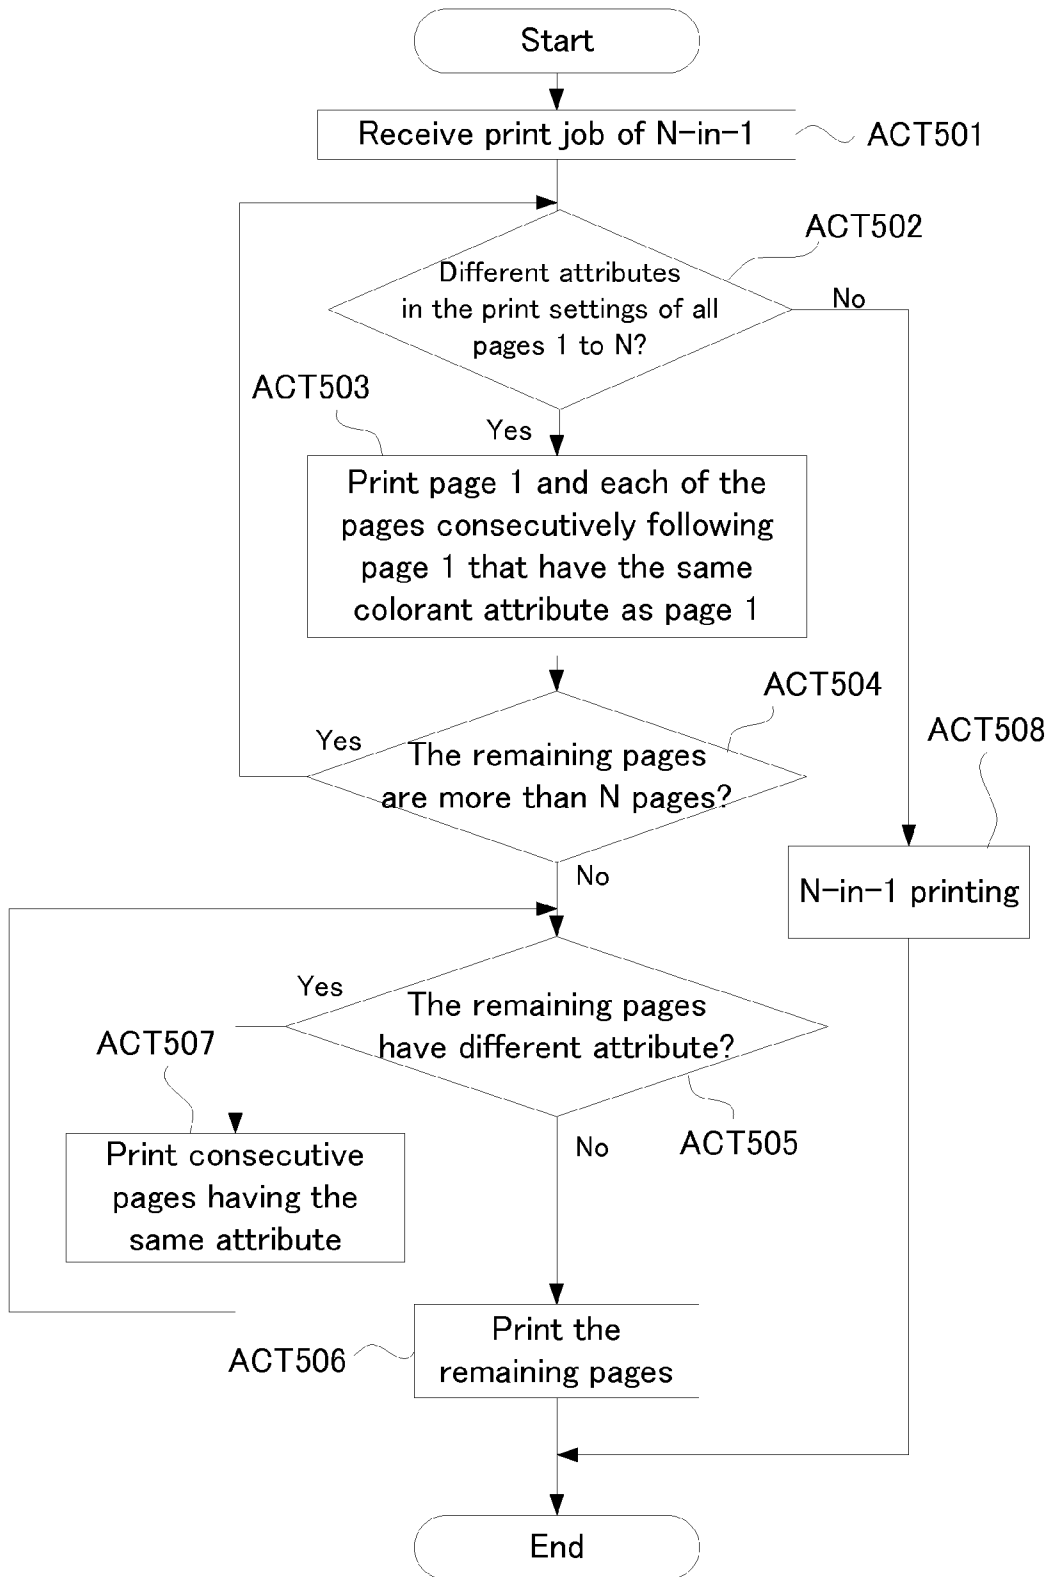 Start
Receive print job of N-in-1
ACT501
ACT502
Different attributes
in the print settings of all
pages 1 to N?
No
ACT503
Yes
Print page 1 and each of the
pages consecutively following
page 1 that have the same
colorant attribute as page 1
ACT504
Yes
The remaining pages
are more than N pages?
ACT508
No
N-in-1 printing
Yes
The remaining pages
have different attribute?
ACT507
ACT505
No
Print consecutive
pages having the
same attribute
Print the
remaining pages
ACT506
End